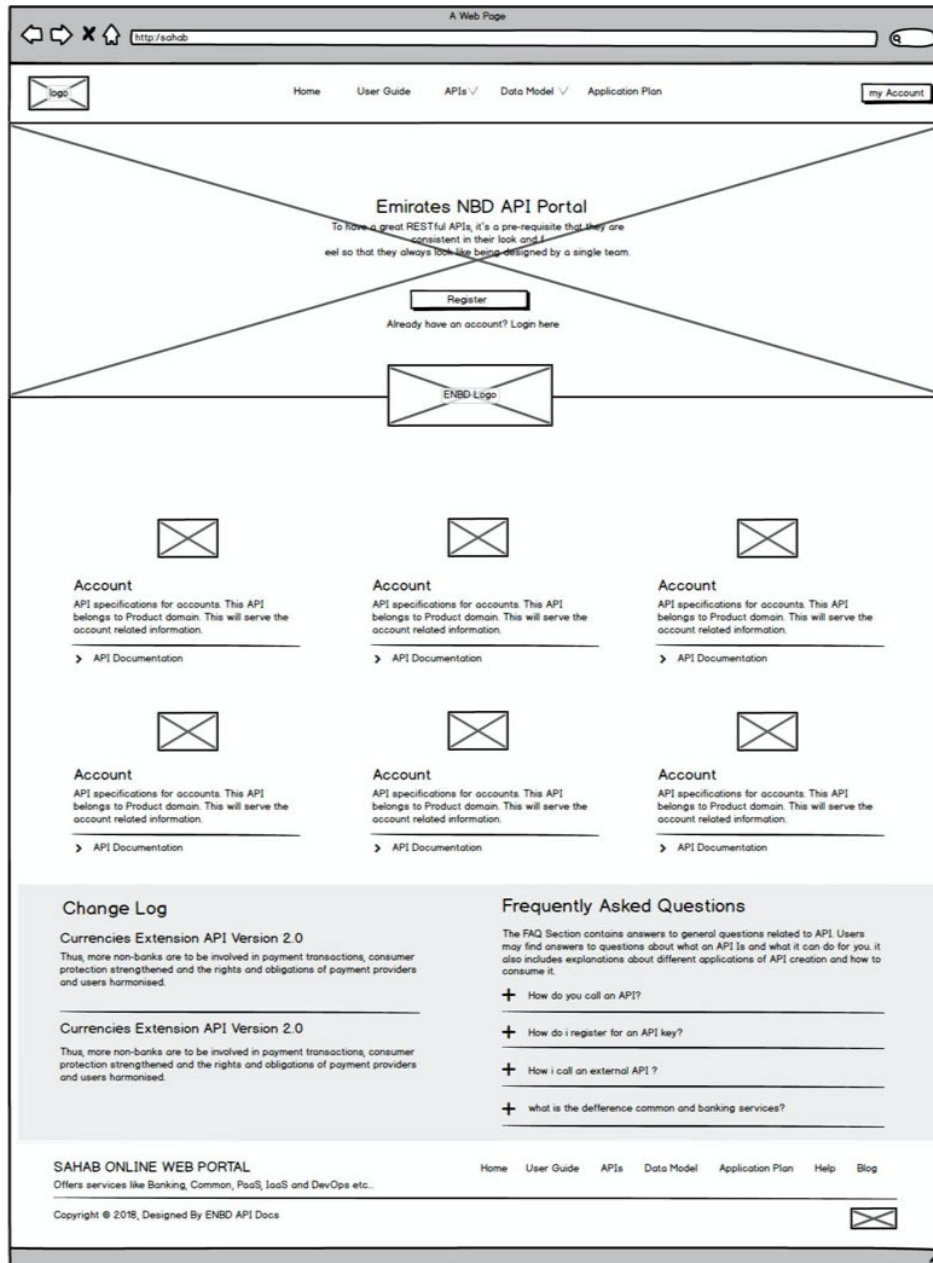 A Web Page
http:/sahab
logo
Home User Guide APIs Data Model Application Plan
my Account
Emirates NBD API Portal
To have a great RESTful APIs, it's a pre-requisite that they are
consistent in their look and f
eel so that they always look like being designed by a single team.
Register
Already have an account? Login here
ENBD Logo
Account
API specifications for accounts. This API
belongs to Product domain. This will serve the
account related information.
API Documentation
Account
API specifications for accounts. This API
belongs to Product domain. This will serve the
account related information.
API Documentation
Account
API specifications for accounts. This API
belongs to Product domain. This will serve the
account related information.
API Documentation
Account
API specifications for accounts. This API
belongs to Product domain. This will serve the
account related information.
API Documentation
Account
API specifications for accounts. This API
belongs to Product domain. This will serve the
account related information.
API Documentation
Account
API specifications for accounts. This API
belongs to Product domain. This will serve the
account related information.
API Documentation
Change Log
Currencies Extension API Version 2.0
Thus, more non-banks are to be involved in payment transactions, consumer
protection strengthened and the rights and obligations of payment providers
and users harmonised.
Currencies Extension API Version 2.0
Thus, more non-banks are to be involved in payment transactions, consumer
protection strengthened and the rights and obligations of payment providers
and users harmonised.
Frequently Asked Questions
The FAQ Section contains answers to general questions related to API. Users
may find answers to questions about what an API Is and what it can do for you. it
also includes explanations about different applications of API creation and how to
consume it.
How do you call an API?
How do i register for an API key?
How i call an external API ?
what is the defference common and banking services?
SAHAB ONLINE WEB PORTAL
Offers services like Banking, Common, PaaS, IaaS and DevOps etc...
Home User Guide APIs Data Model Application Plan Help Blog
Copyright © 2018, Designed By ENBD API Docs